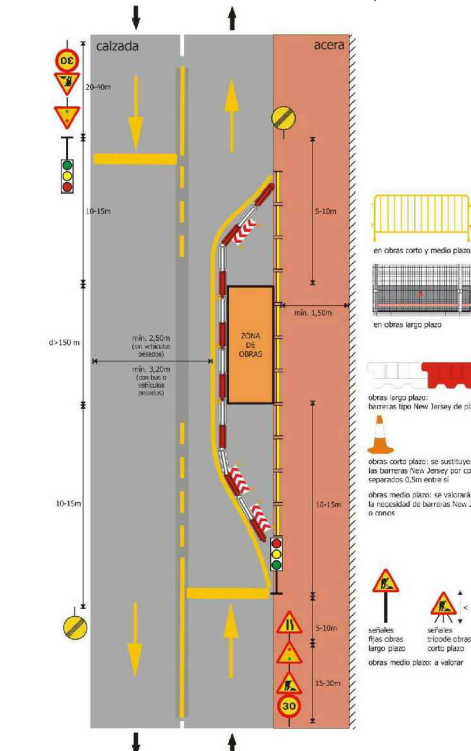 calzada
acera
30
20-40m
10-15m
5-10m
d>150 m
min. 2,50m
(sin vehículos
pesados)
min. 3,20m
(con bus o
vehículos
pesados)
ZONA
DE
OBRAS
min. 1,50m
10-15m
10-15m
5-10m
15-30m
30
en obras corto y medio plazo
en obras largo plazo
obras largo plazo:
barreras tipo New Jersey de
obras corto plazo: se
las barreras New Jersey por
separados 0,5m entre sí
obras medio plazo: se valorará
la necesidad de barreras New
o conos
<
señales
fijas obras
largo plazo
señales
trípode obras
corto plazo
obras medio plazo: a valorar